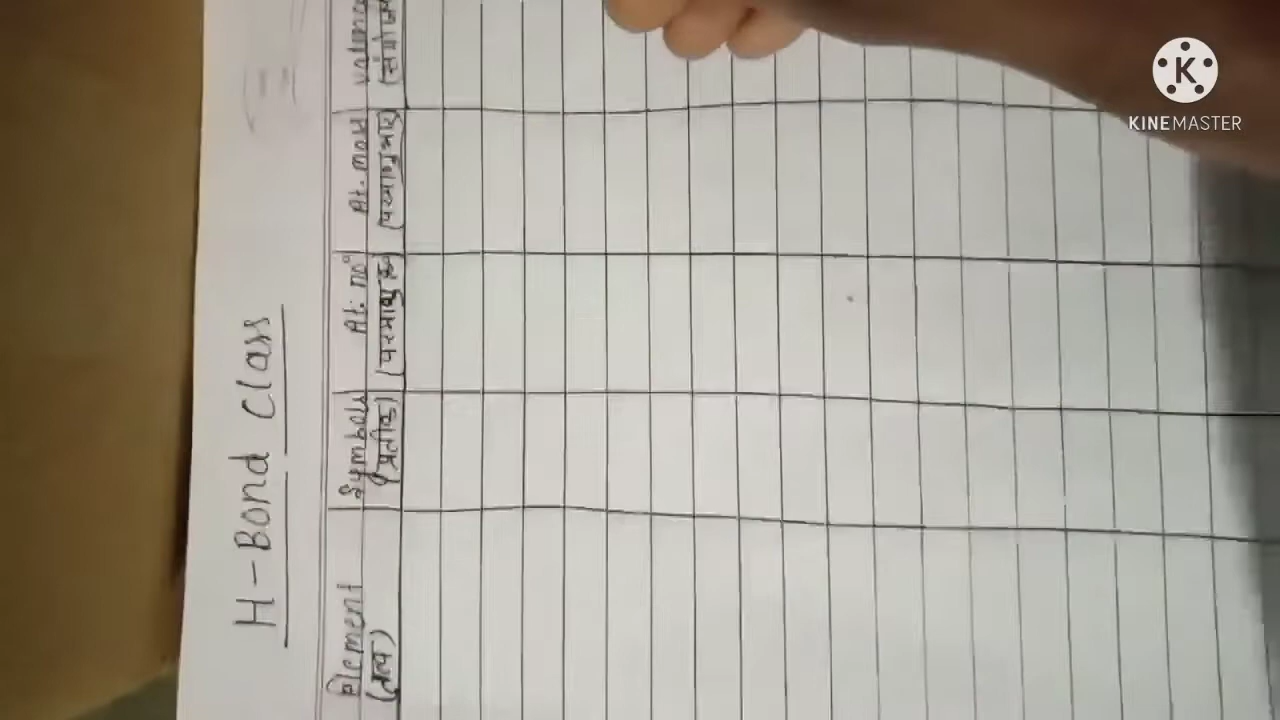 H-Bond Class
Element Symbols At. no. At. mass
(तत्व) (प्रतीक) (परमाणु क्र (परमाणुभार)
KINEMASTER